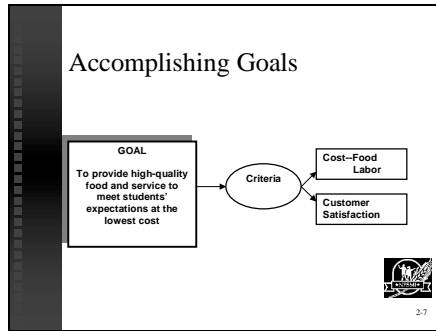 Accomplishing Goals
GOAL
To provide high-quality
food and service to
meet students'
expectations at the
lowest cost
Criteria
Cost--Food
Labor
Customer
Satisfaction
NFSMI
2-7